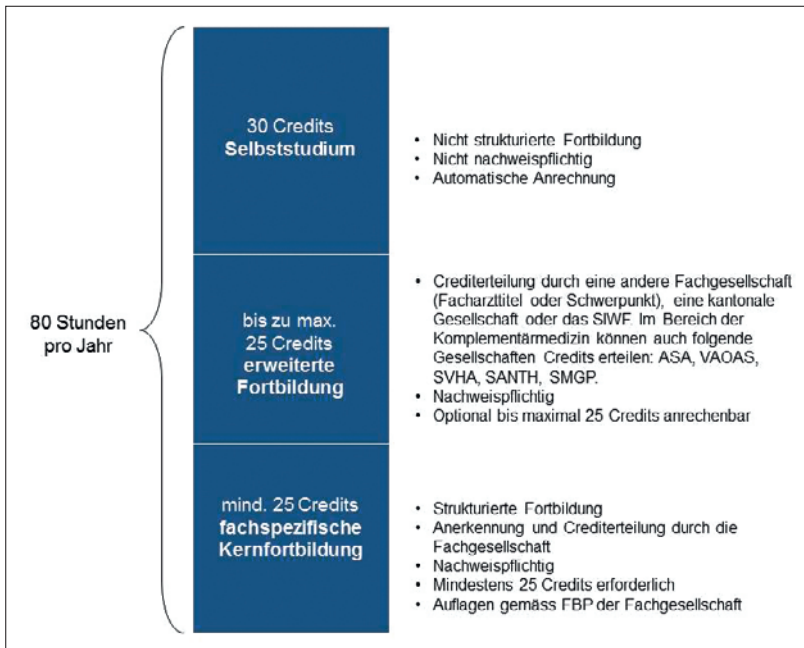 80 Stunden
pro Jahr
30 Credits
Selbststudium
• Nicht strukturierte Fortbildung
• Nicht nachweispflichtig
• Automatische Anrechnung
bis zu max.
25 Credits
erweiterte
Fortbildung
• Crediterteilung durch eine andere Fachgesellschaft
(Facharzttitel oder Schwerpunkt), eine kantonale
Gesellschaft oder das SIWF. Im Bereich der
Komplementärmedizin können auch folgende
Gesellschaften Credits erteilen: ASA, VAOAS,
SVHA, SANTH, SMGP.
• Nachweispflichtig
• Optional bis maximal 25 Credits anrechenbar
mind. 25 Credits
fachspezifische
Kernfortbildung
• Strukturierte Fortbildung
• Anerkennung und Crediterteilung durch die
Fachgesellschaft
• Nachweispflichtig
• Mindestens 25 Credits erforderlich
• Auflagen gemäss FBP der Fachgesellschaft